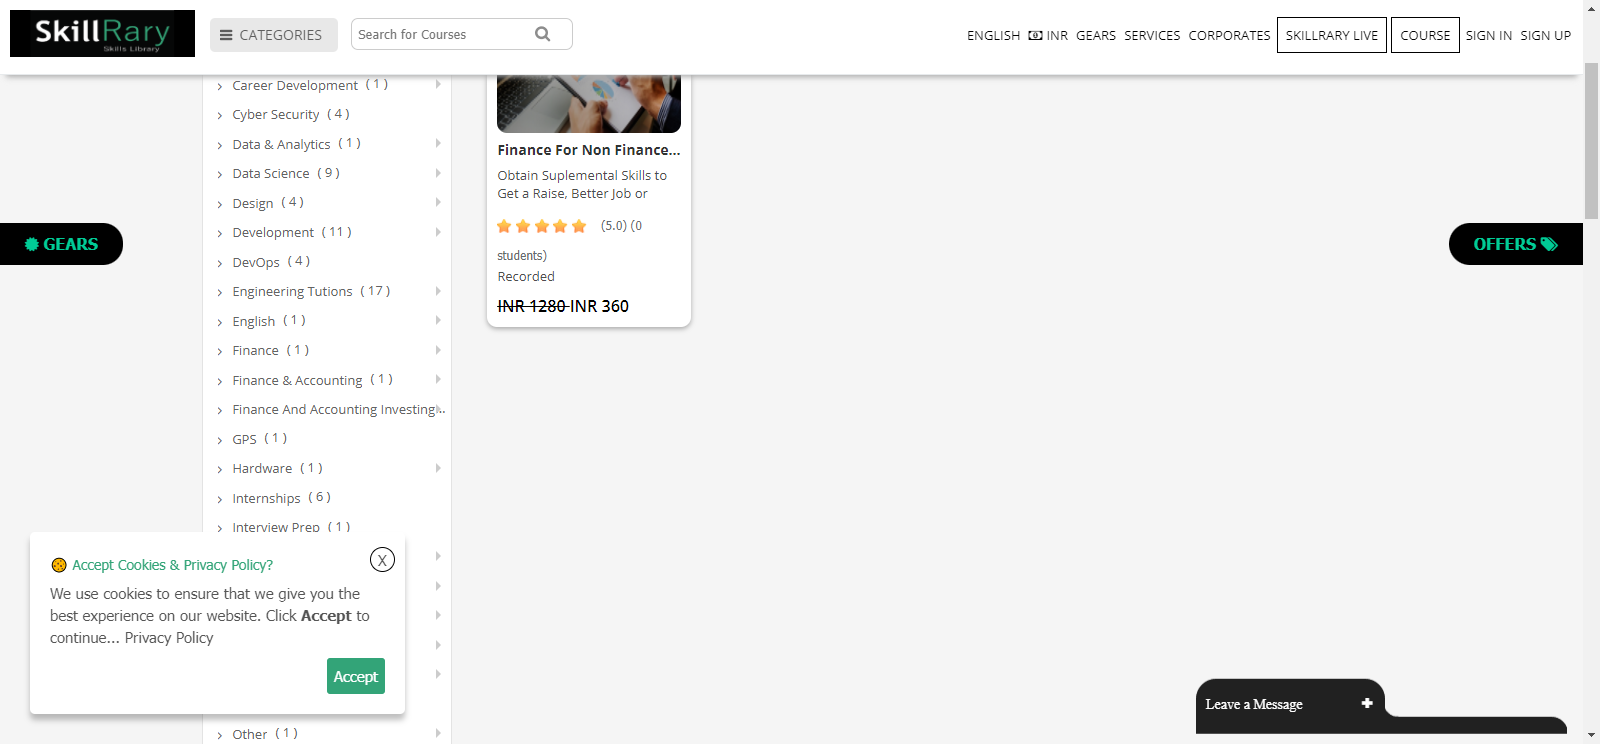 SkillRary
Skills Library
CATEGORIES
Search for Courses
ENGLISH
INR
GEARS
SERVICES
CORPORATES
SKILLRARY LIVE
COURSE
SIGN IN
SIGN UP
Career Development ( 1 )
Cyber Security ( 4 )
Data & Analytics ( 1 )
Data Science ( 9 )
Design ( 4 )
Development ( 11 )
DevOps ( 4 )
Engineering Tutions ( 17 )
English ( 1 )
Finance ( 1 )
Finance & Accounting ( 1 )
Finance And Accounting Investing..
GPS ( 1 )
Hardware ( 1 )
Internships ( 6 )
Interview Prep ( 1 )
Other ( 1 )
Finance For Non Finance...
Obtain Suplemental Skills to
Get a Raise, Better Job or
(5.0) (0
students)
Recorded
INR 1280 INR 360
GEARS
OFFERS
Accept Cookies & Privacy Policy?
X
We use cookies to ensure that we give you the
best experience on our website. Click Accept to
continue... Privacy Policy
Accept
Leave a Message